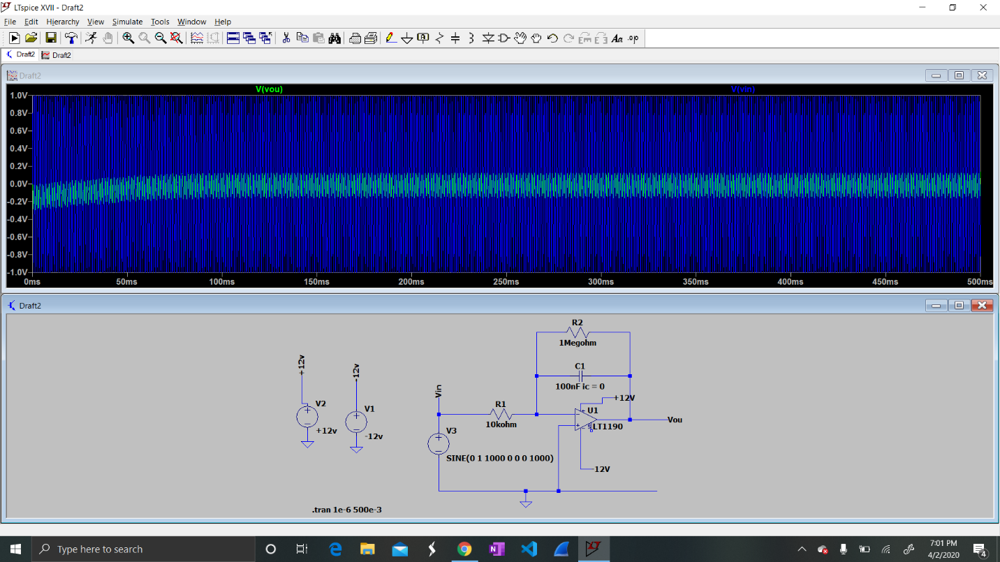 LTspice XVII - Draft2
File Edit Hierarchy View Simulate Tools Window Help
Draft2 Draft2
Draft2
V(vou) V(vin)
1.0V
0.8V
0.6V
0.4V
0.2V
0.0V
-0.2V
-0.4V
-0.6V
-0.8V
-1.0V
0ms 50ms 100ms 150ms 200ms 250ms 300ms 350ms 400ms 450ms 500ms
Draft2
R2
1Megohm
C1
100nF ic = 0
+12v
-12v
Vin
V2
+12v
V1
-12v
R1
10kohm
+12V
U1
LT1190
Vou
V3
SINE(0 1 1000 0 0 0 1000)
12V
.tran 1e-6 500e-3
Type here to search
7:01 PM
4/2/2020
4